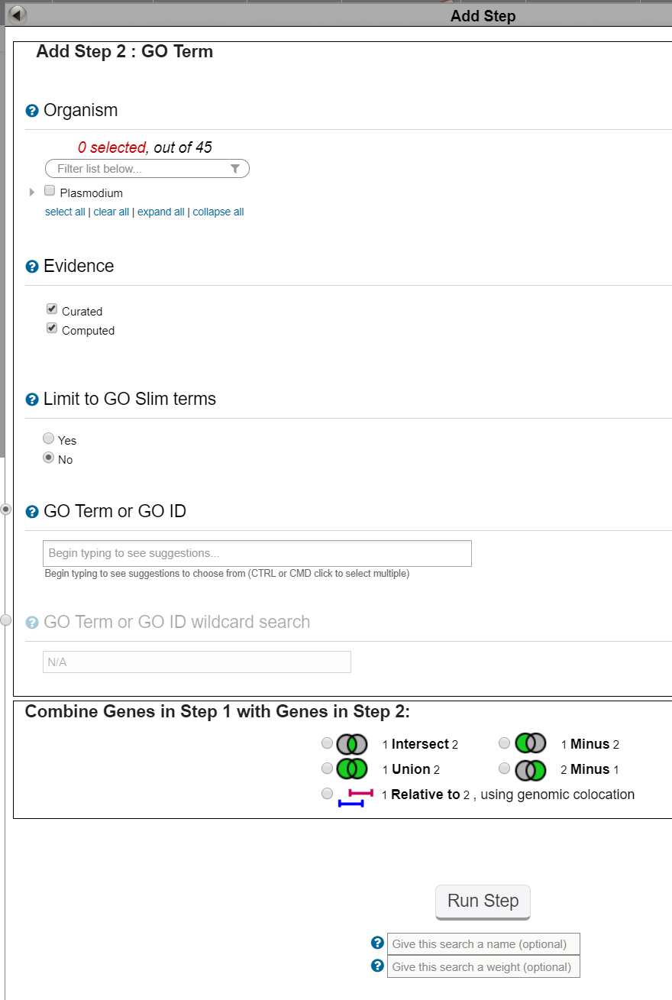 Add Step
Add Step 2 : GO Term
? Organism
0 selected, out of 45
Filter list below...
Plasmodium
select all | clear all | expand all | collapse all
? Evidence
Curated
Computed
? Limit to GO Slim terms
Yes
No
? GO Term or GO ID
Begin typing to see suggestions...
Begin typing to see suggestions to choose from (CTRL or CMD click to select multiple)
? GO Term or GO ID wildcard search
N/A
Combine Genes in Step 1 with Genes in Step 2:
1 Intersect 2 1 Minus 2
1 Union 2 2 Minus 1
1 Relative to 2 , using genomic colocation
Run Step
? Give this search a name (optional)
? Give this search a weight (optional)